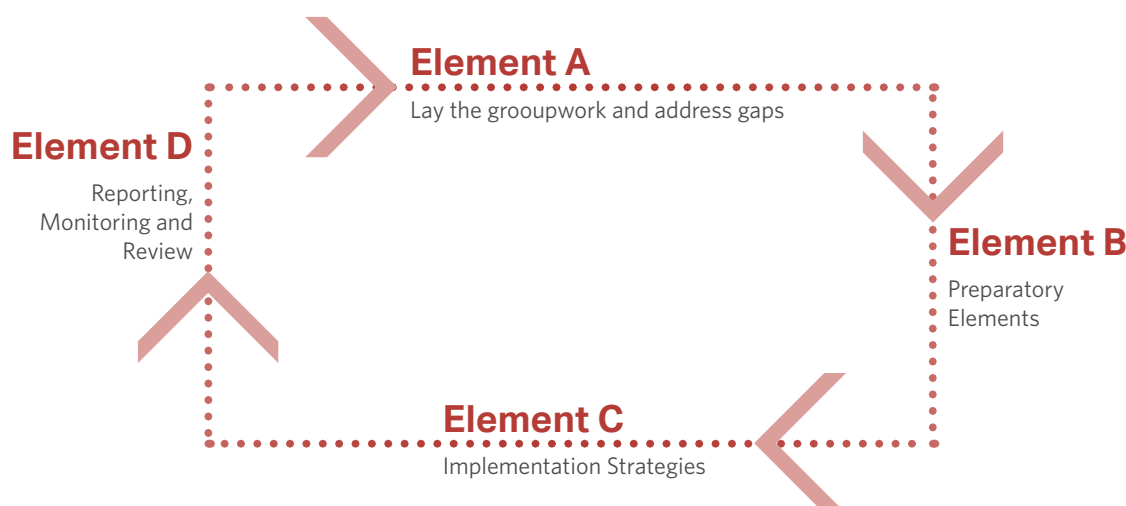 Element A
Lay the grooupwork and address gaps
Element B
Preparatory
Elements
Element C
Implementation Strategies
Element D
Reporting,
Monitoring and
Review